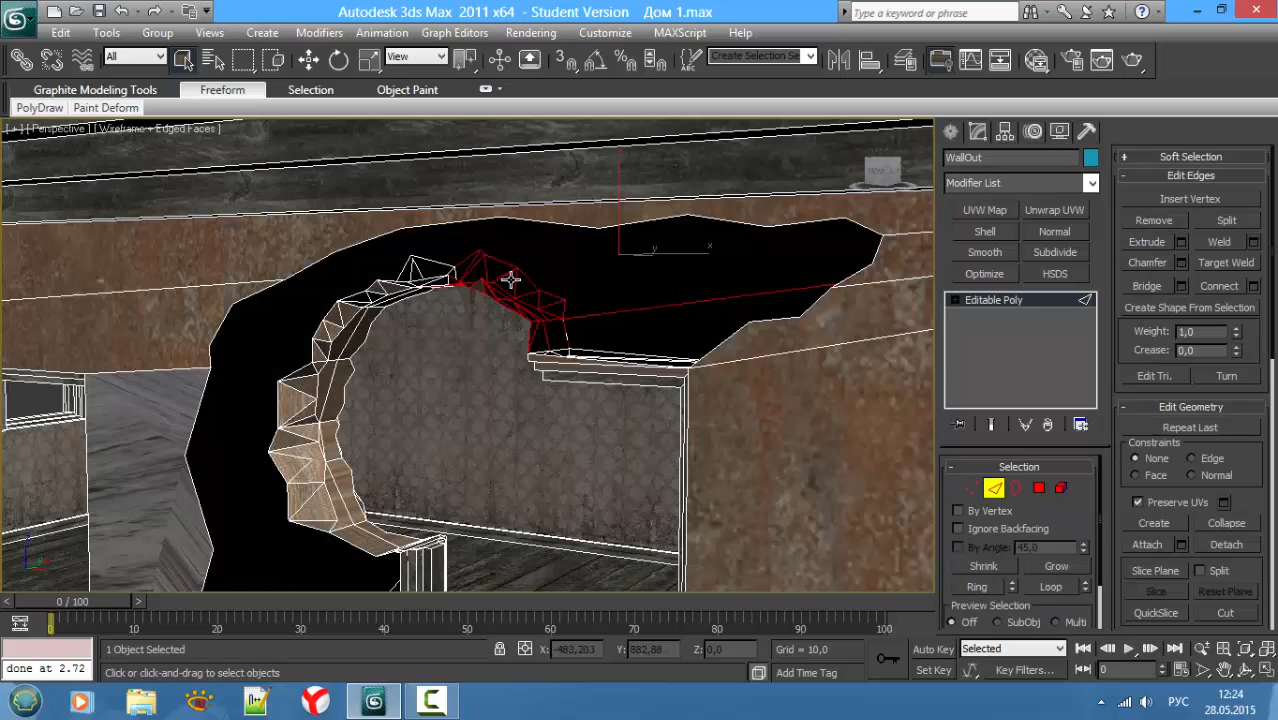 Autodesk 3ds Max 2011 x64 - Student Version Дом 1.max
Type a keyword or phrase
Edit Tools Group Views Create Modifiers Animation Graph Editors Rendering Customize MAXScript Help
All View Create Selection Se
Graphite Modeling Tools Freeform Selection Object Paint
PolyDraw Paint Deform
[ + ] [ Perspective ] [ Wireframe + Edged Faces ]
x
y
WallOut
Modifier List
UVW Map Unwrap UVW
Shell Normal
Smooth Subdivide
Optimize HSDS
Editable Poly
Selection
By Vertex
Ignore Backfacing
By Angle: 45,0
Shrink Grow
Ring Loop
Preview Selection
Off SubObj Multi
Soft Selection
Edit Edges
Insert Vertex
Remove Split
Extrude Weld
Chamfer Target Weld
Bridge Connect
Create Shape From Selection
Weight: 1,0
Crease: 0,0
Edit Tri. Turn
Edit Geometry
Repeat Last
Constraints
None Edge
Face Normal
Preserve UVs
Create Collapse
Attach Detach
Slice Plane Split
Slice Reset Plane
QuickSlice Cut
0 / 100
0 10 20 30 40 50 60 70 80 90 100
1 Object Selected X: -483,203 Y: 882,88 Z: 0,0 Grid = 10,0 Auto Key Selected
done at 2.72 Click or click-and-drag to select objects Add Time Tag Set Key Key Filters... 0
РУС 12:24
28.05.2015